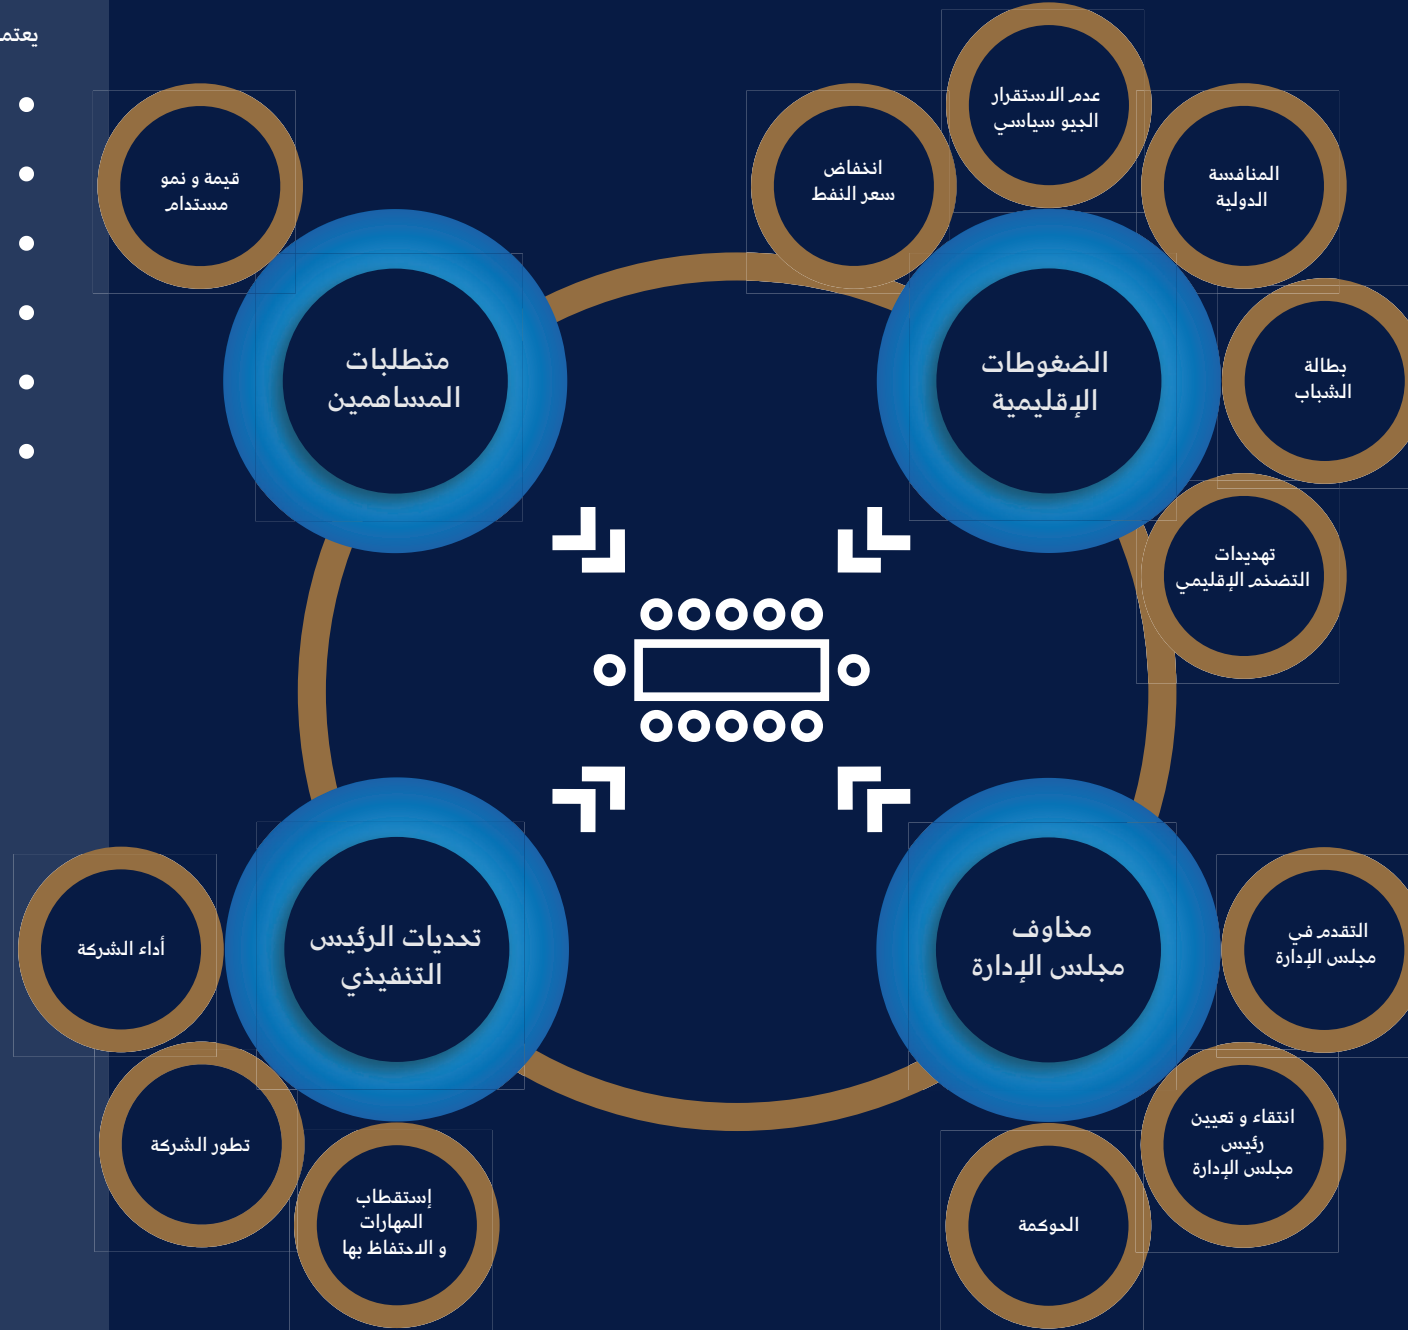 عدم الاستقرار
الجيو سياسي
المنافسة
الدولية
انخفاض
سعر النفط
بطالة
الشباب
الضغوطات
الإقليمية
تهديدات
التضخم الإقليمي
قيمة و نمو
مستدام
متطلبات
المساهمين
التقدم في
مجلس الإدارة
مخاوف
مجلس الإدارة
انتقاء و تعيين
رئيس
مجلس الإدارة
الحوكمة
تحديات الرئيس
التنفيذي
أداء الشركة
تطور الشركة
إستقطاب
المهارات
و الاحتفاظ بها